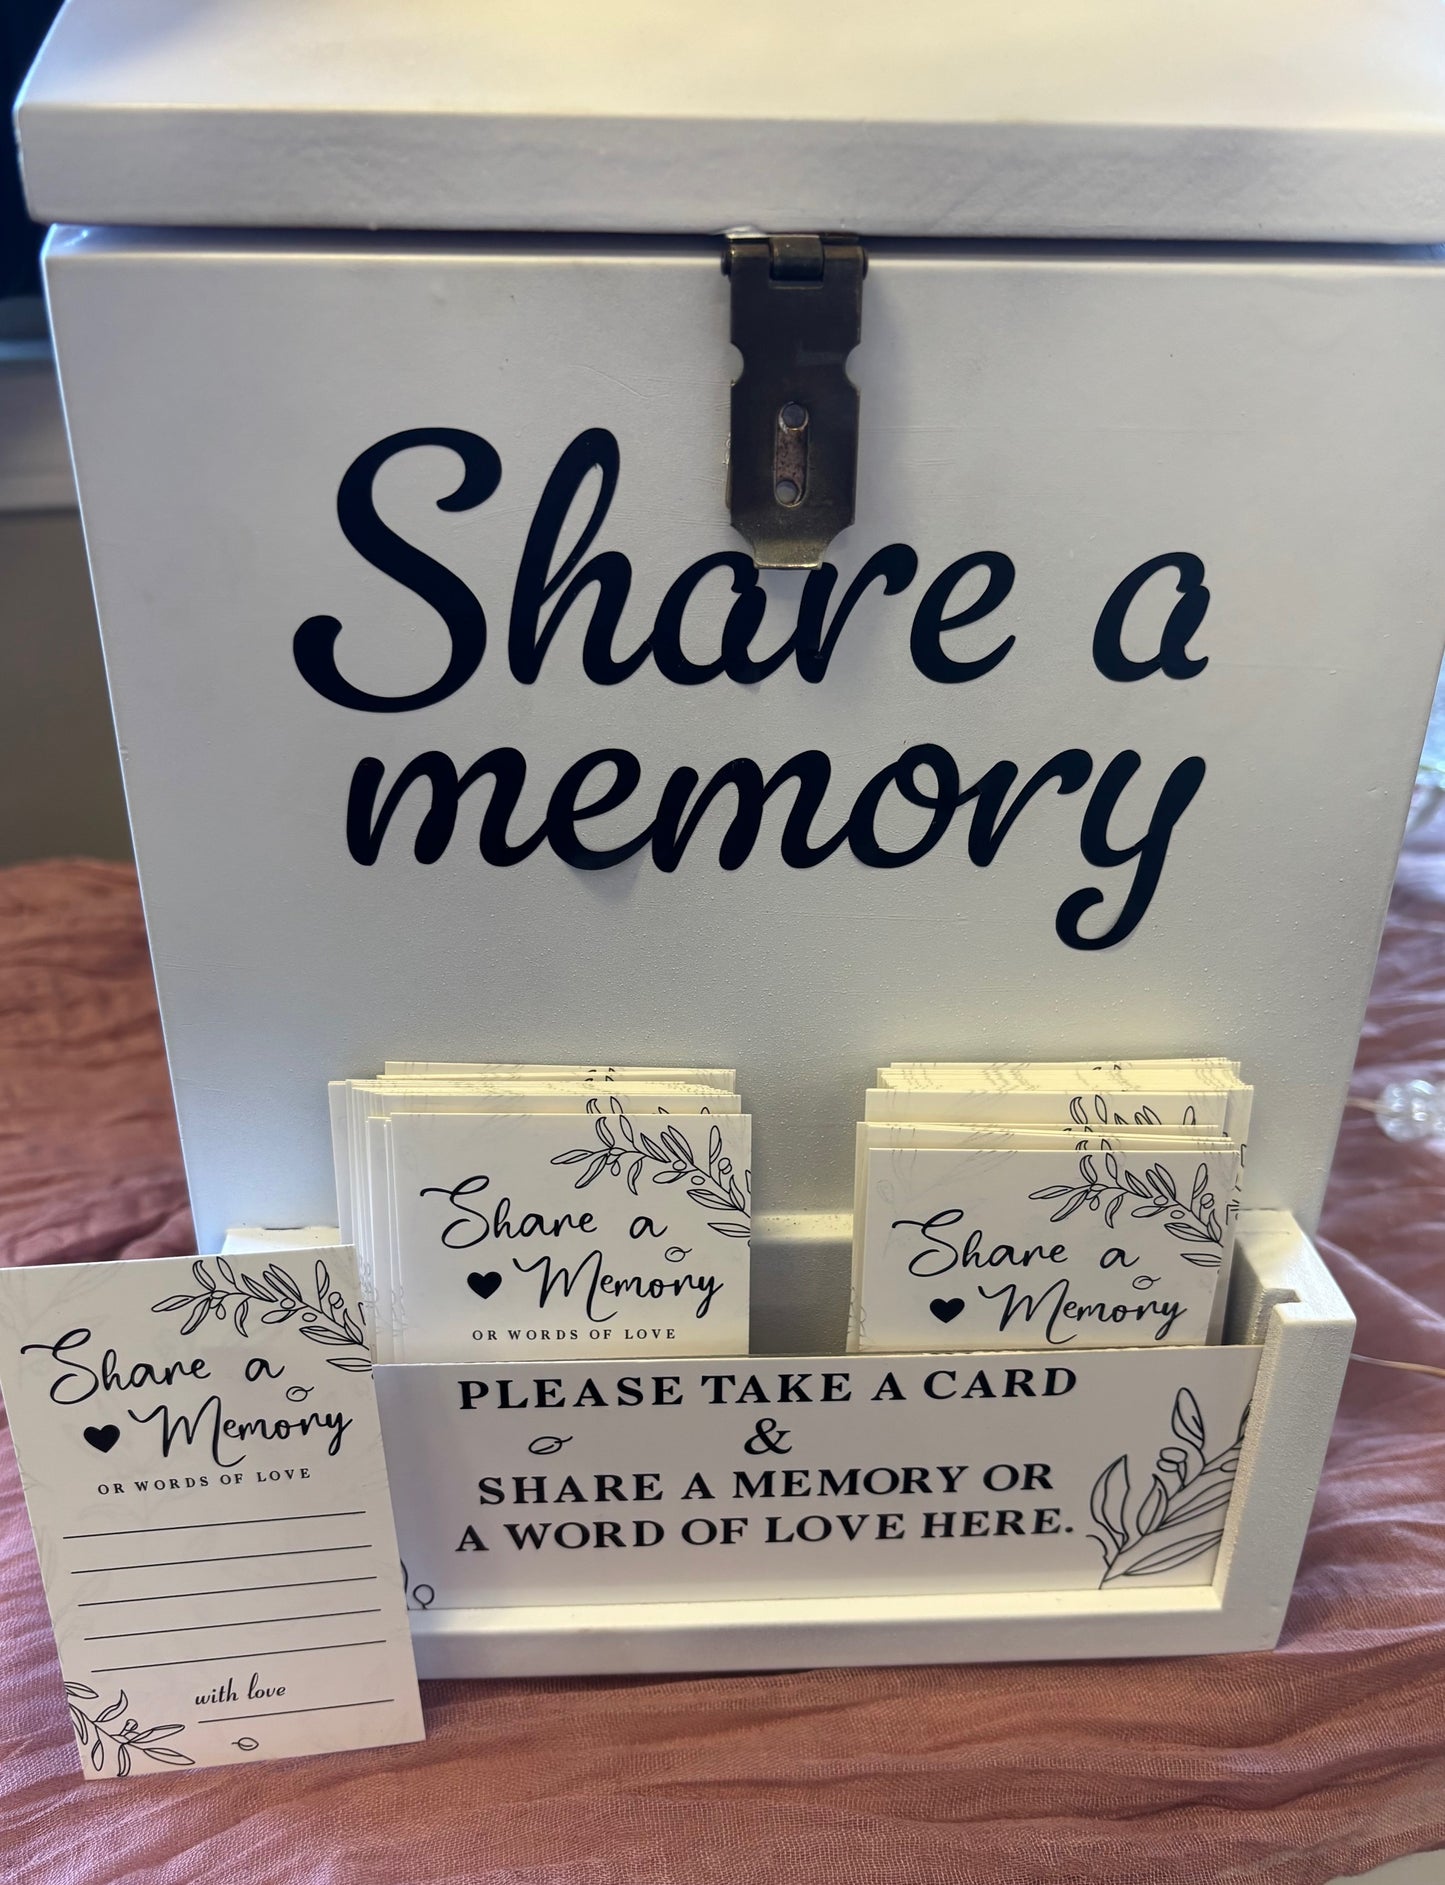 Share a
memory
Share a
Memory
OR WORDS OF LOVE
Share a
Memory
Share a
Memory
OR WORDS OF LOVE
with love
PLEASE TAKE A CARD
&
SHARE A MEMORY OR
A WORD OF LOVE HERE.